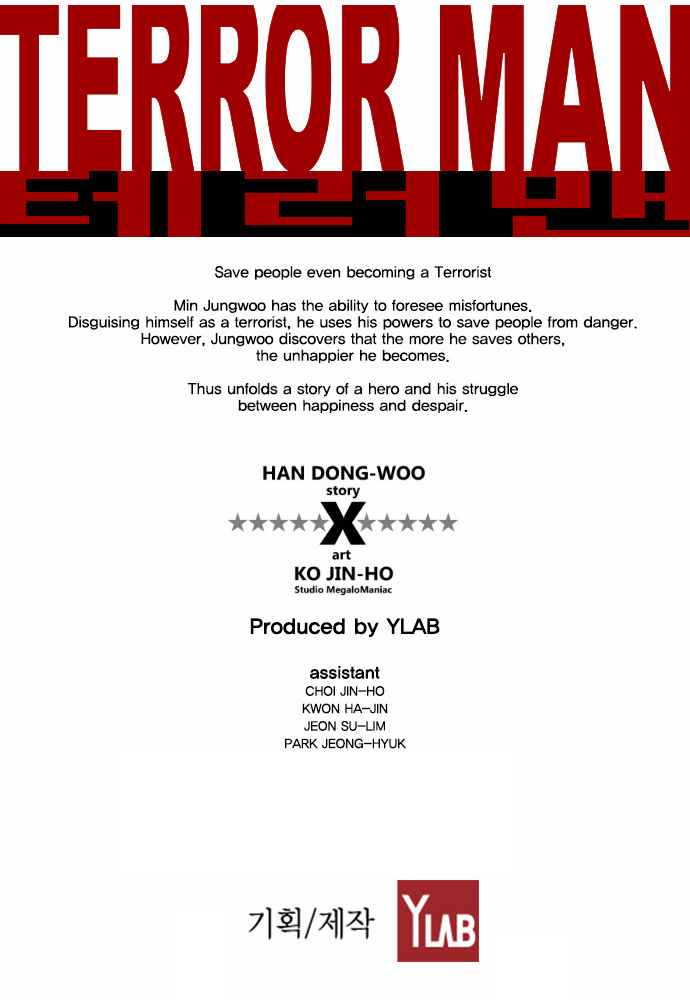 TERROR MAN
테러맨
Save people even becoming a Terrorist
Min Jungwoo has the ability to foresee misfortunes.
Disguising himself as a terrorist, he uses his powers to save people from danger.
However, Jungwoo discovers that the more he saves others,
the unhappier he becomes.
Thus unfolds a story of a hero and his struggle
between happiness and despair.
HAN DONG-WOO
story
X
art
KO JIN-HO
Studio MegaloManiac
Produced by YLAB
assistant
CHOI JIN-HO
KWON HA-JIN
JEON SU-LIM
PARK JEONG-HYUK
기획/제작 YLAB